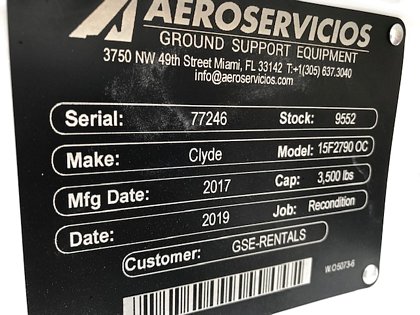 AEROSERVICIOS
GROUND SUPPORT EQUIPMENT
3750 NW 49th Street Miami, FL 33142 T:+1(305) 637.3040
info@aeroservicios.com
Serial: 77246 Stock: 9552
Make: Clyde Model: 15F2790 OC
Mfg Date: 2017 Cap: 3,500 lbs
Date: 2019 Job: Recondition
Customer: GSE-RENTALS
W.O 5073-6